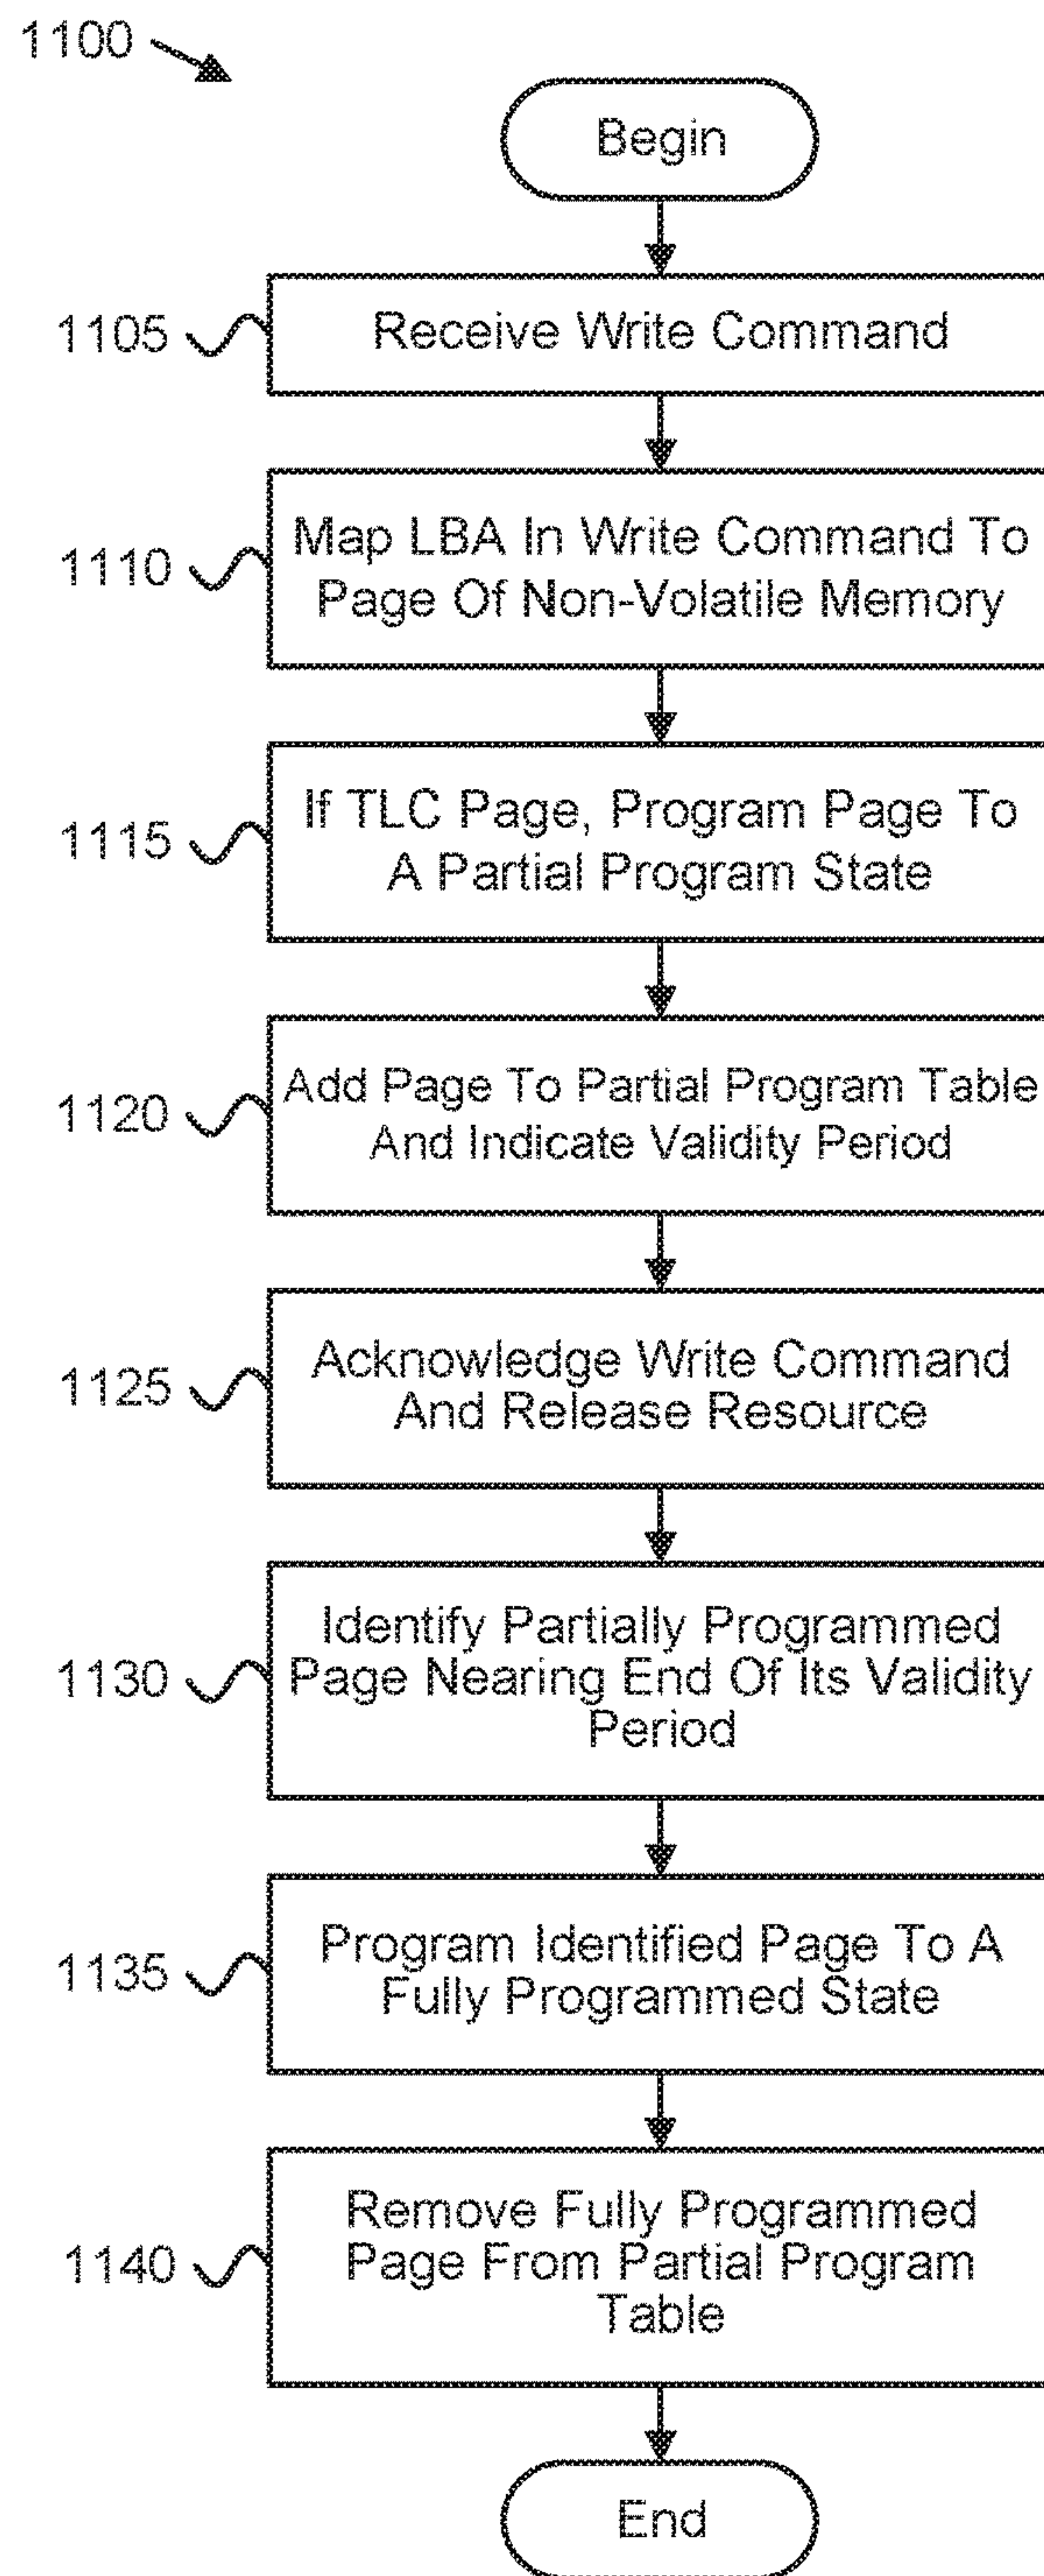 1100
Begin
1105
Receive Write Command
1110
Map LBA In Write Command To
Page Of Non-Volatile Memory
1115
If TLC Page, Program Page To
A Partial Program State
1120
Add Page To Partial Program Table
And Indicate Validity Period
1125
Acknowledge Write Command
And Release Resource
1130
Identify Partially Programmed
Page Nearing End Of Its Validity
Period
1135
Program Identified Page To A
Fully Programmed State
1140
Remove Fully Programmed
Page From Partial Program
Table
End